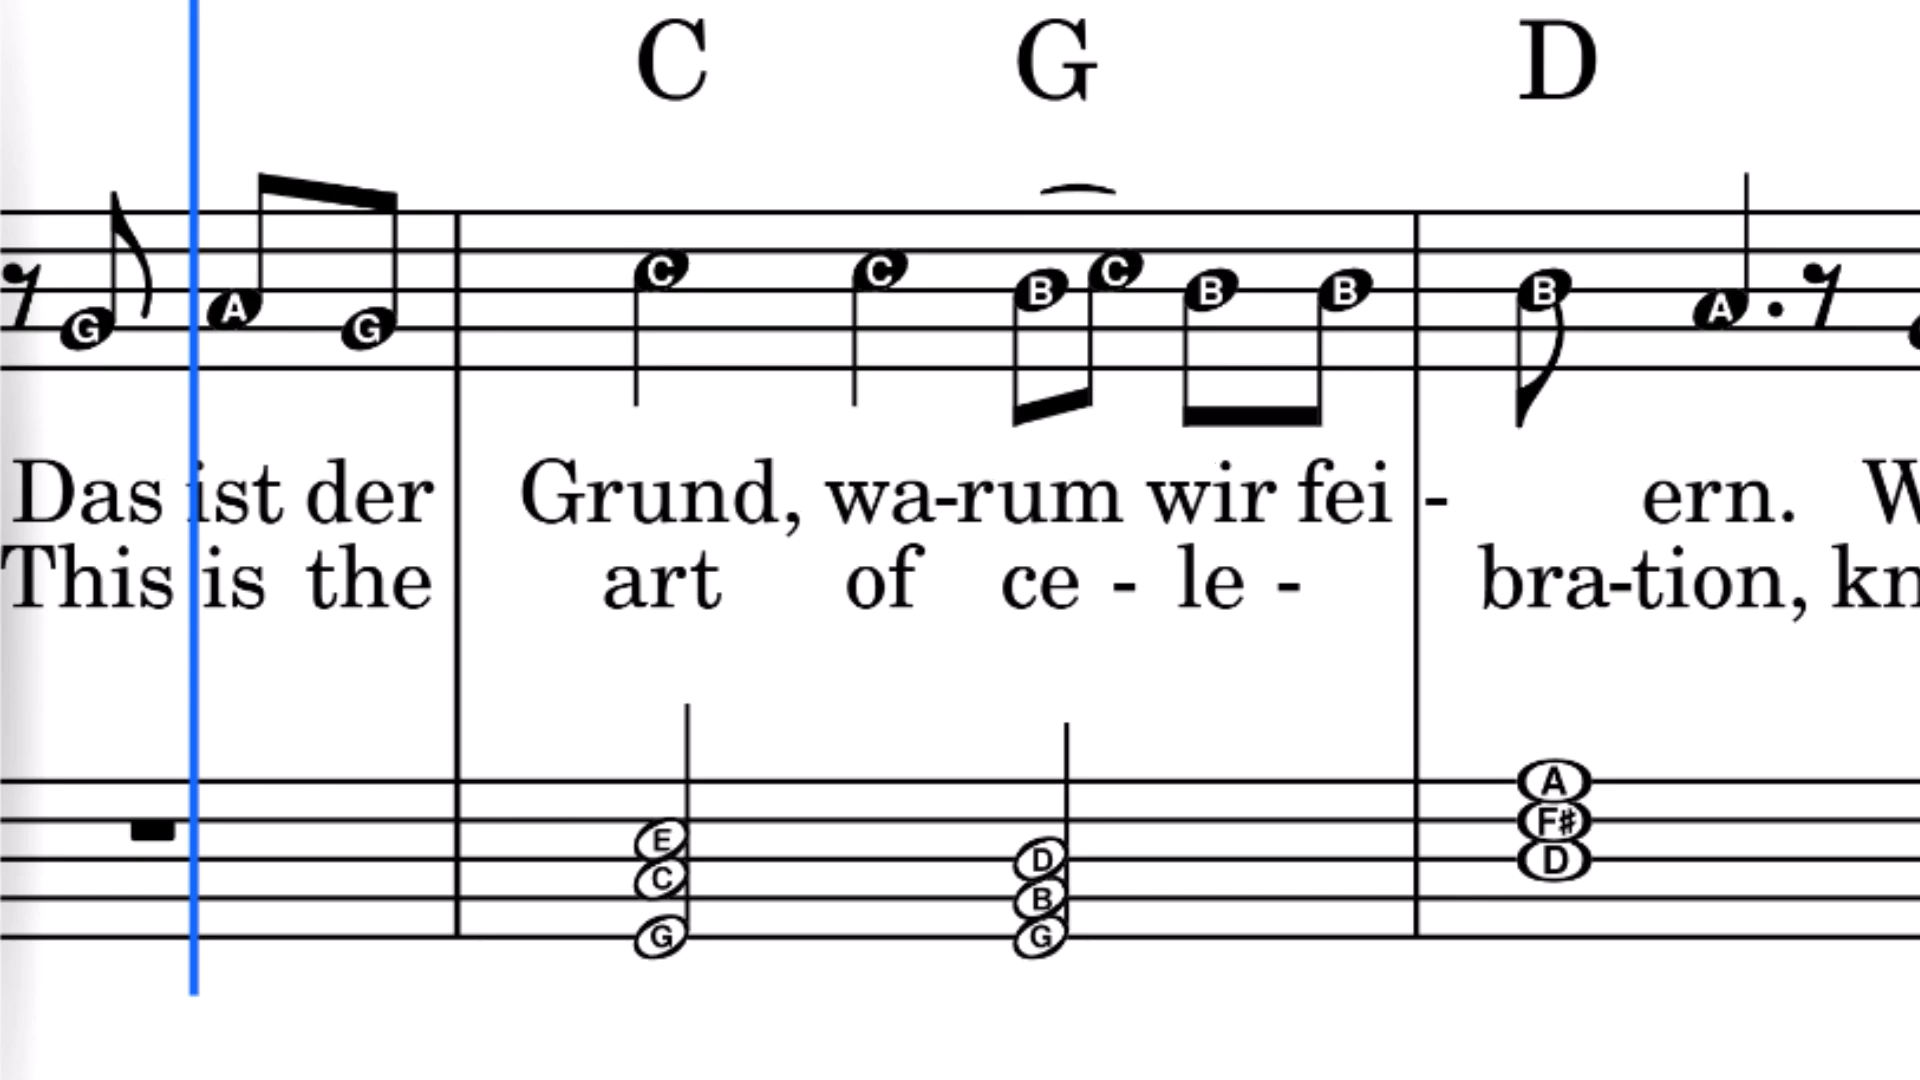 C G D
G A G C C B C B B B A
Das ist der Grund, wa-rum wir fei - ern.
This is the art of ce - le - bra-tion,
A
E F#
C D D
B
G G